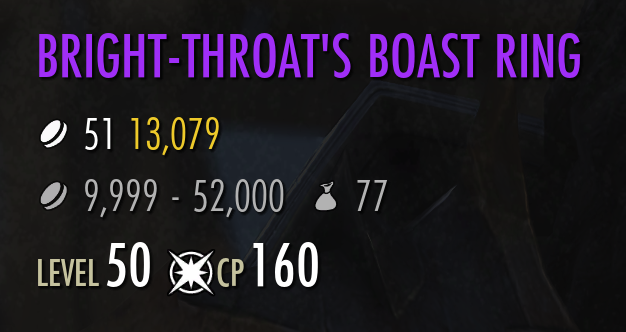 BRIGHT-THROAT'S BOAST RING
51 13,079
9,999 - 52,000 77
LEVEL 50 CP 160